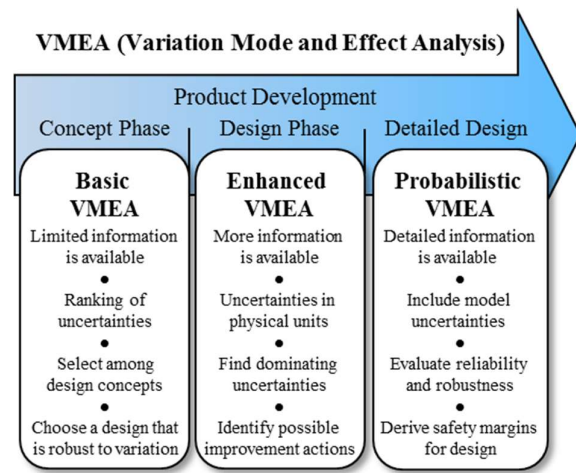 VMEA (Variation Mode and Effect Analysis)
Product Development
Concept Phase
Design Phase
Detailed Design
Basic
VMEA
Limited information
is available
●
Ranking of
uncertainties
●
Select among
design concepts
●
Choose a design that
is robust to variation
Enhanced
VMEA
More information
is available
●
Uncertainties in
physical units
●
Find dominating
uncertainties
●
Identify possible
improvement actions
Probabilistic
VMEA
Detailed information
is available
●
Include model
uncertainties
●
Evaluate reliability
and robustness
●
Derive safety margins
for design